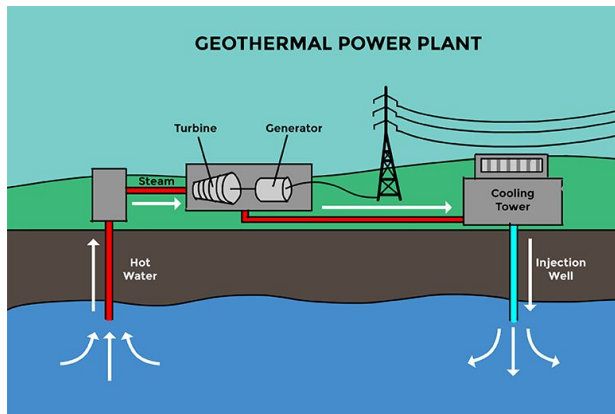 GEOTHERMAL POWER PLANT
Turbine
Generator
Steam
Cooling
Tower
Hot
Water
Injection
Well